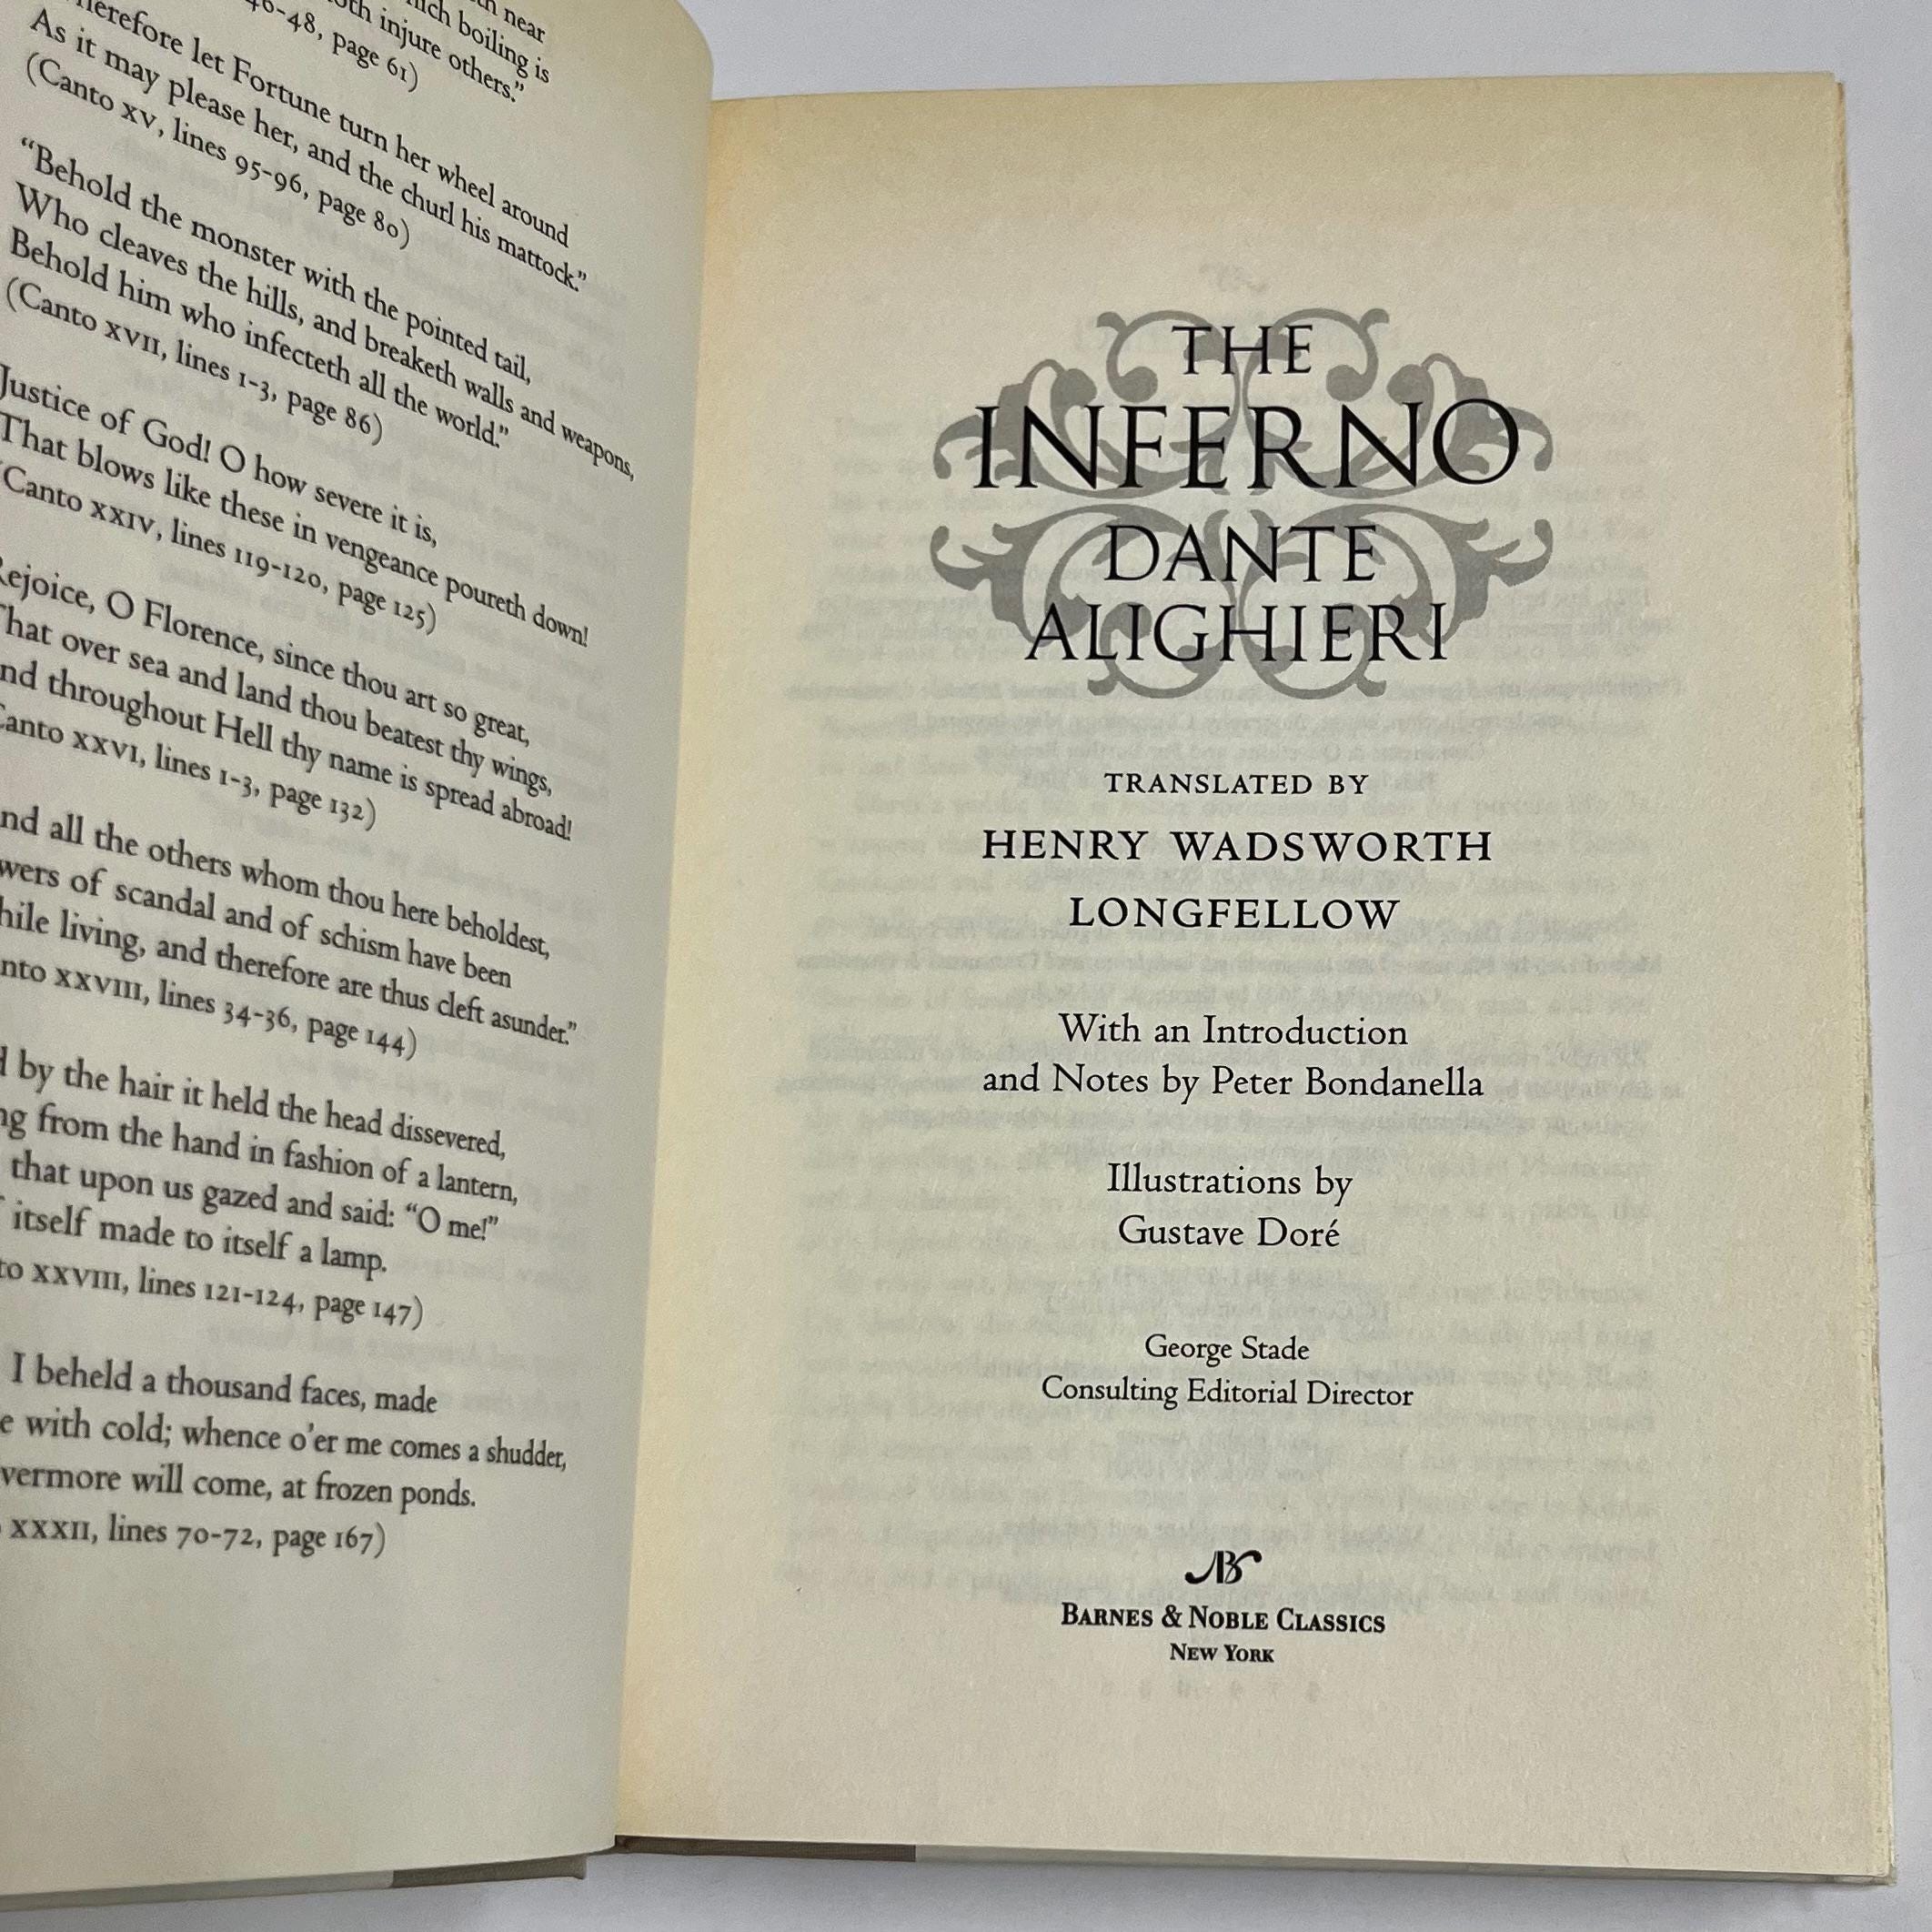 near
boiling is
injure others."
46-48, page 61)
let Fortune turn her wheel around
As it may please her, and the churl his mattock."
(Canto XV, lines 95-96, page 80)
"Behold the monster with the pointed tail,
Who cleaves the hills, and breaketh walls and weapons,
Behold him who infecteth all the world."
(Canto XVII, lines 1-3, page 86)
Justice of God! O how severe it is,
That blows like these in vengeance poureth down!
(Canto XXIV, lines 119-120, page 125)
Rejoice, O Florence, since thou art so great,
That over sea and land thou beatest thy wings,
nd throughout Hell thy name is spread abroad!
Canto XXVI, lines 1-3, page 132)
nd all the others whom thou here beholdest,
wers of scandal and of schism have been
hile living, and therefore are thus cleft asunder."
nto XXVIII, lines 34-36, page 144)
d by the hair it held the head dissevered,
ng from the hand in fashion of a lantern,
that upon us gazed and said: "O me!"
itself made to itself a lamp.
to XXVIII, lines 121-124, page 147)
I beheld a thousand faces, made
e with cold; whence o'er me comes a shudder,
vermore will come, at frozen ponds.
XXXII, lines 70-72, page 167)
THE
INFERNO
DANTE
ALIGHIERI
TRANSLATED BY
HENRY WADSWORTH
LONGFELLOW
With an Introduction
and Notes by Peter Bondanella
Illustrations by
Gustave Doré
George Stade
Consulting Editorial Director
BARNES & NOBLE CLASSICS
NEW YORK